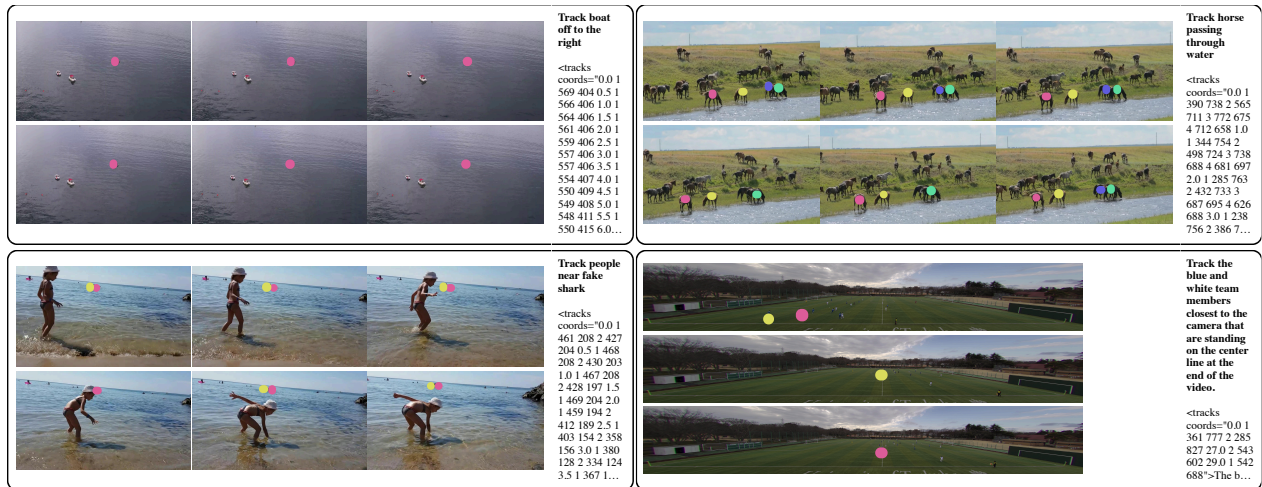 Track boat
off to the
right
<tracks
coords="0.0 1
569 404 0.5 1
566 406 1.0 1
564 406 1.5 1
561 406 2.0 1
559 406 2.5 1
557 406 3.0 1
557 406 3.5 1
554 407 4.0 1
550 409 4.5 1
549 408 5.0 1
548 411 5.5 1
550 415 6.0...
Track horse
passing
through
water
<tracks
coords="0.0 1
390 738 2 565
711 3 772 675
4 712 658 1.0
1 344 754 2
498 724 3 738
688 4 681 697
2.0 1 285 763
2 432 733 3
687 695 4 626
688 3.0 1 238
756 2 386 7...
Track people
near fake
shark
<tracks
coords="0.0 1
461 208 2 427
204 0.5 1 468
208 2 430 203
1.0 1 467 208
2 428 197 1.5
1 469 204 2.0
1 459 194 2
412 189 2.5 1
403 154 2 358
156 3.0 1 380
128 2 334 124
3.5 1 367 1...
Track the
blue and
white team
members
closest to the
camera that
are standing
on the center
line at the
end of the
video.
<tracks
coords="0.0 1
361 777 2 285
827 27.0 2 543
602 29.0 1 542
688">The b...